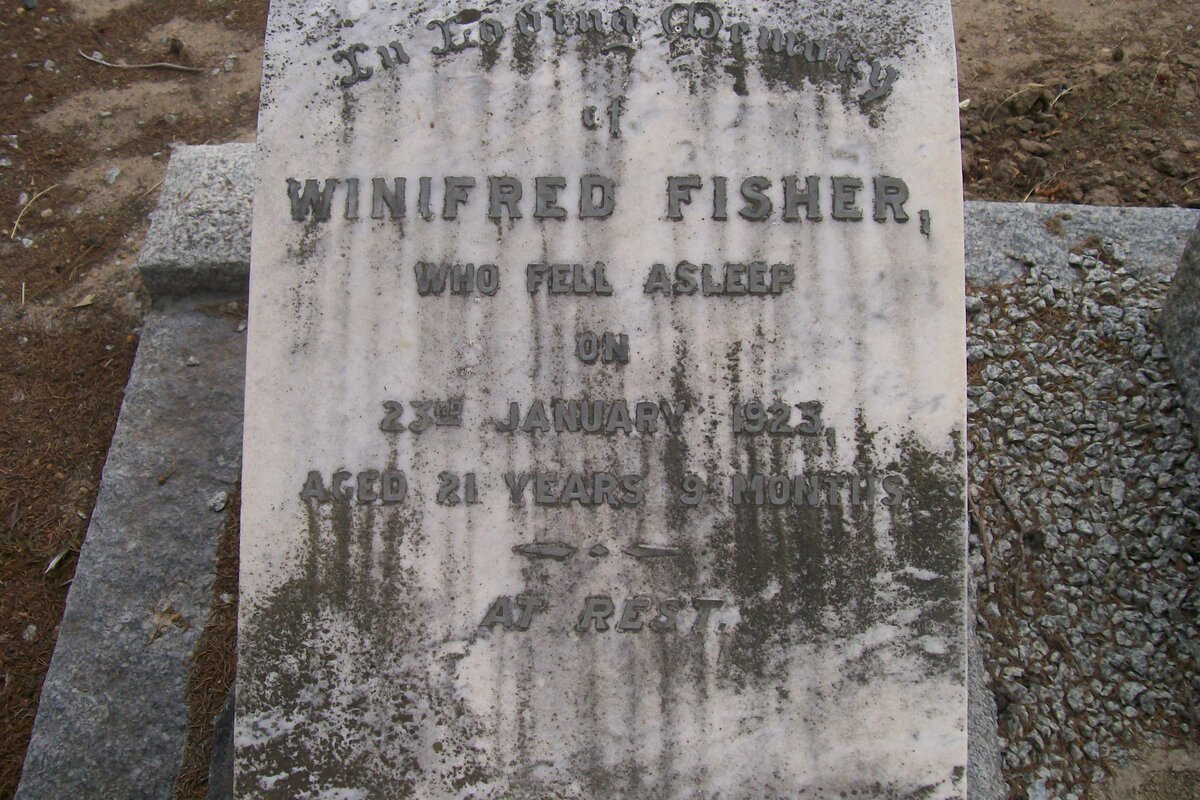 In Loving Memory
of
WINIFRED FISHER,
WHO FELL ASLEEP
ON
23RD JANUARY 1923,
AGED 21 YEARS 9 MONTHS
AT REST.